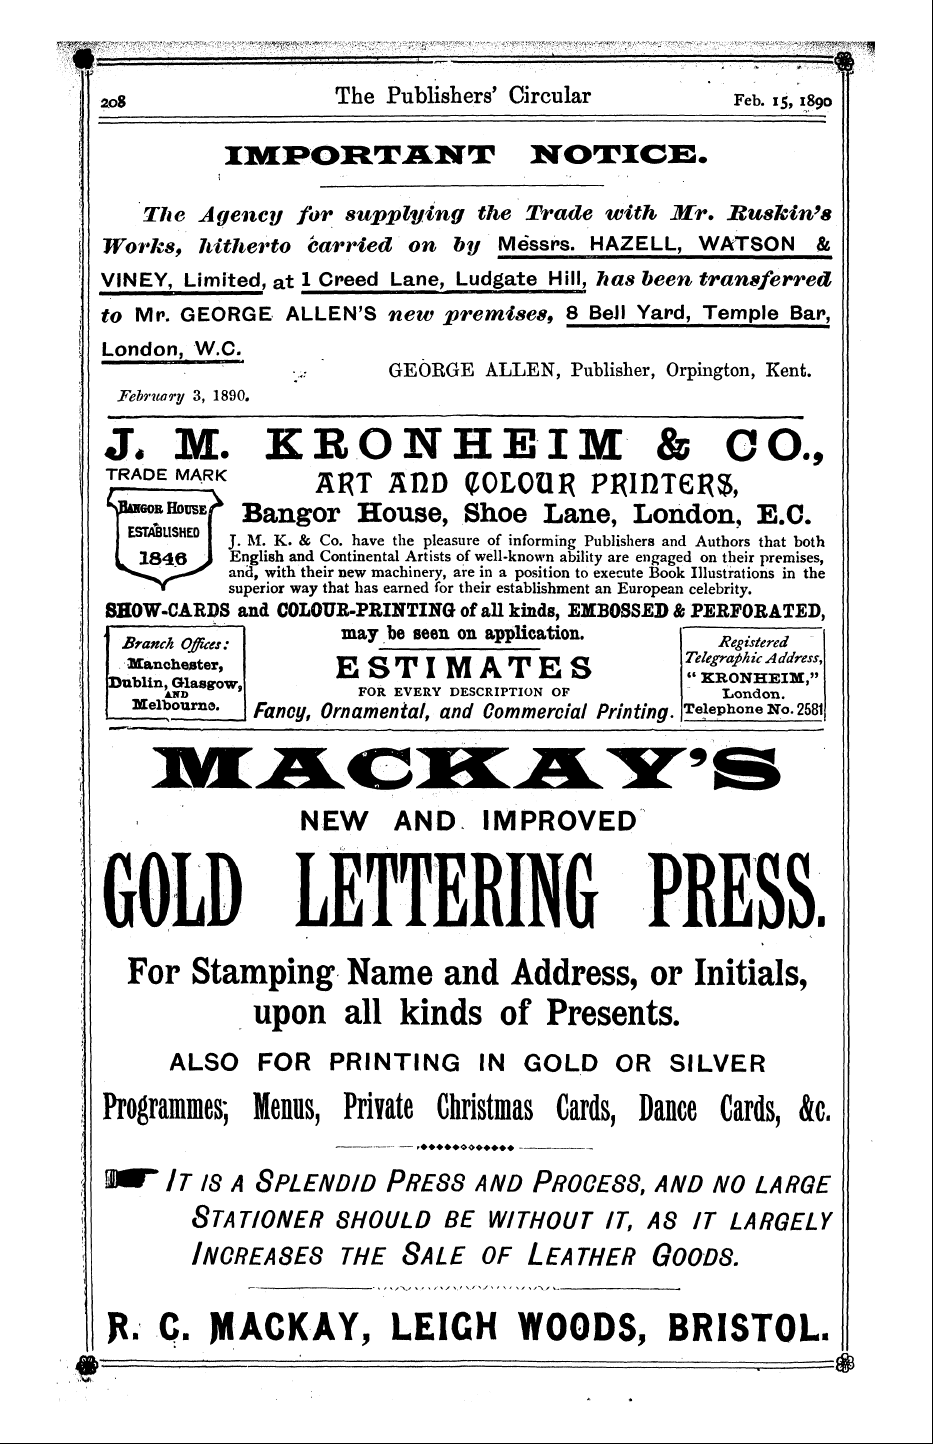 208 The Publishers' Circular Feb. 15, 1890
IMPORTANT NOTICE.
The Agency for supplying the Trade with Mr. Ruskin's
Works, hitherto carried on by Messrs. HAZELL, WATSON &
VINEY, Limited, at 1 Creed Lane, Ludgate Hill, has been transferred
to Mr. GEORGE ALLEN'S new premises, 8 Bell Yard, Temple Bar,
London, W.C.
GEORGE ALLEN, Publisher, Orpington, Kent.
February 3, 1890.
J. M. KRONHEIM & CO.,
TRADE MARK
BANGOR HOUSE
ESTABLISHED
1846
ART AND COLOUR PRINTERS,
Bangor House, Shoe Lane, London, E.C.
J. M. K. & Co. have the pleasure of informing Publishers and Authors that both
English and Continental Artists of well-known ability are engaged on their premises,
and, with their new machinery, are in a position to execute Book Illustrations in the
superior way that has earned for their establishment an European celebrity.
SHOW-CARDS and COLOUR-PRINTING of all kinds, EMBOSSED & PERFORATED,
may be seen on application.
Branch Offices:
Manchester,
Dublin, Glasgow,
AND
Melbourne.
ESTIMATES
FOR EVERY DESCRIPTION OF
Fancy, Ornamental, and Commercial Printing.
Registered
Telegraphic Address,
"KRONHEIM,"
London.
Telephone No. 2581
MACKAY'S
NEW AND IMPROVED
GOLD LETTERING PRESS.
For Stamping Name and Address, or Initials,
upon all kinds of Presents.
ALSO FOR PRINTING IN GOLD OR SILVER
Programmes, Menus, Private Christmas Cards, Dance Cards, &c.
IT IS A SPLENDID PRESS AND PROCESS, AND NO LARGE
STATIONER SHOULD BE WITHOUT IT, AS IT LARGELY
INCREASES THE SALE OF LEATHER GOODS.
R. C. MACKAY, LEIGH WOODS, BRISTOL.